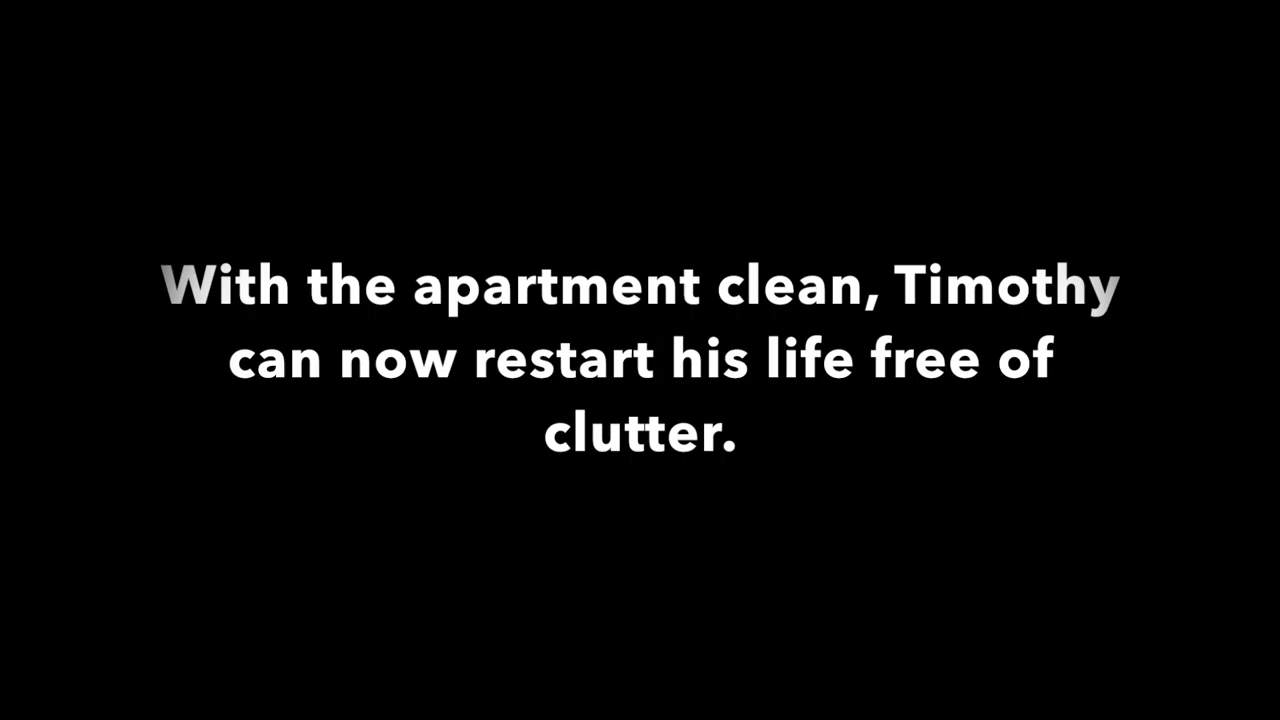 With the apartment clean, Timothy
can now restart his life free of
clutter.